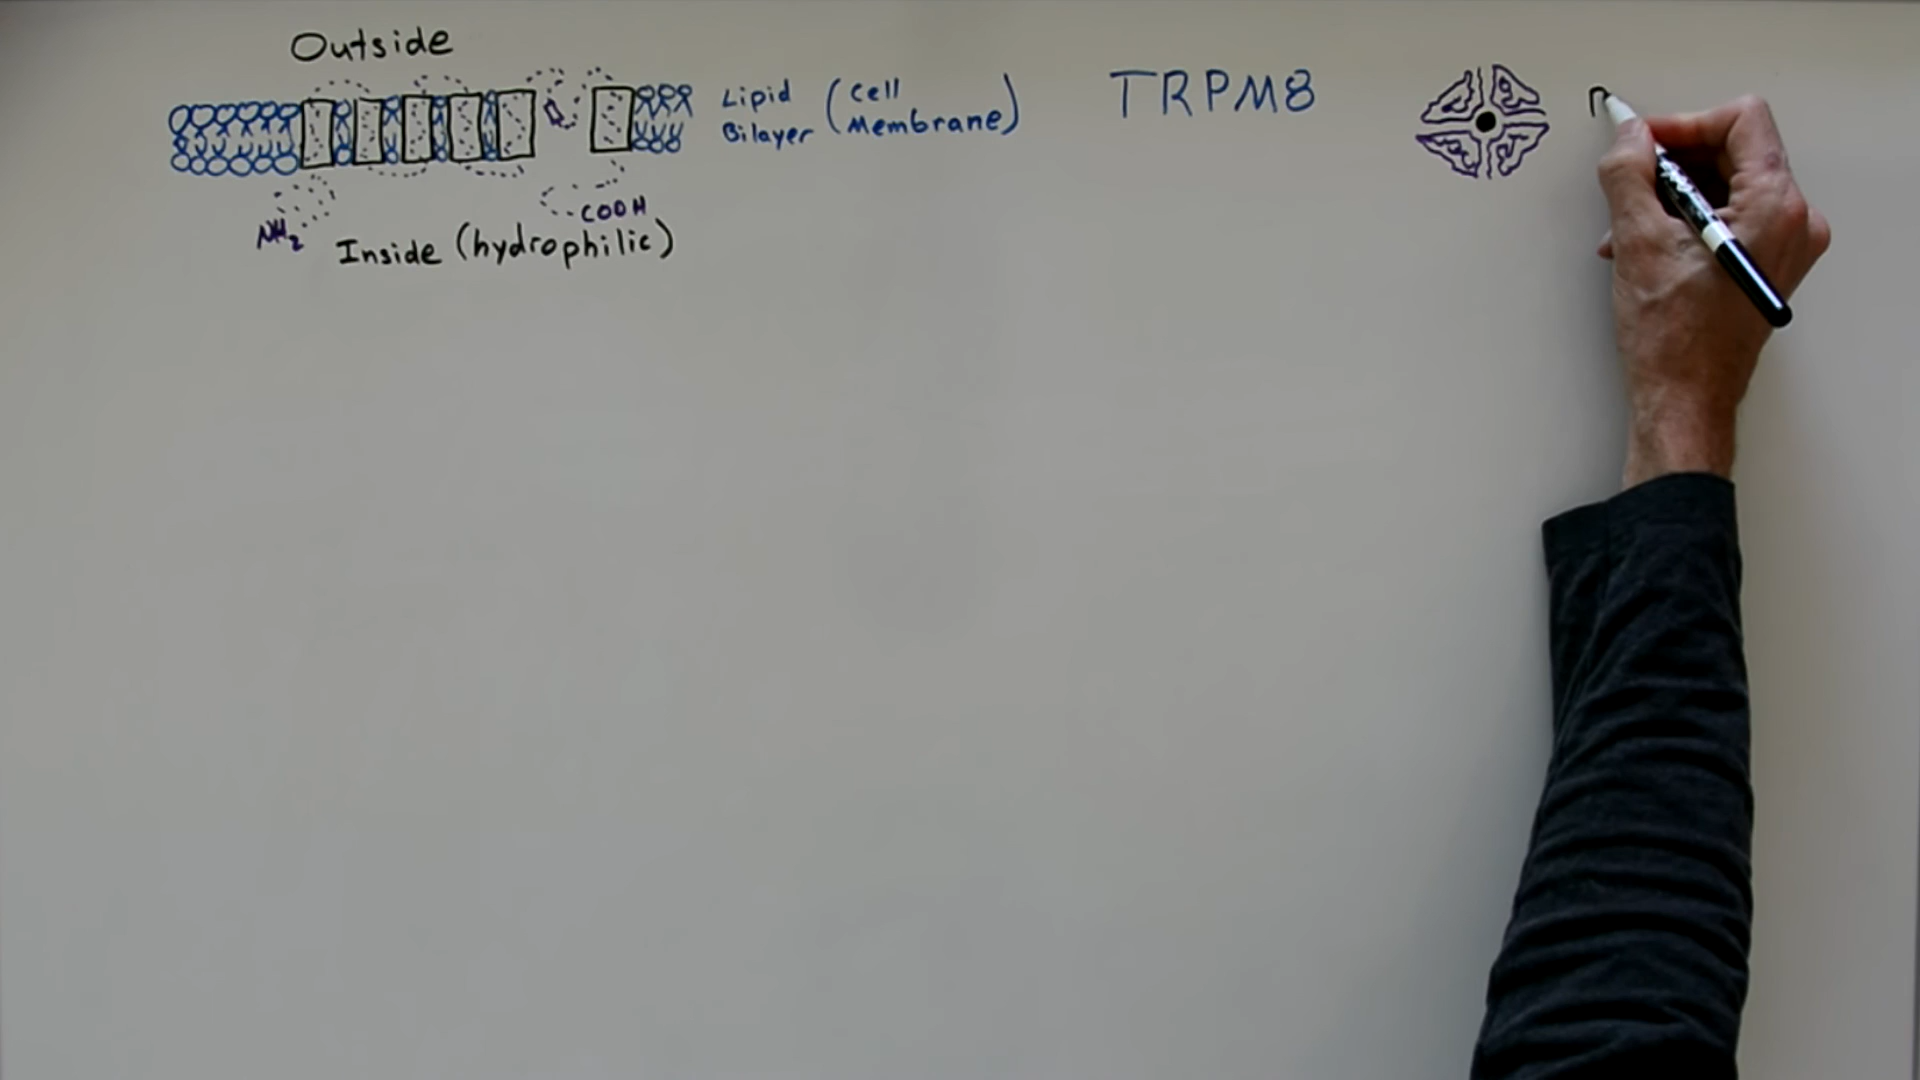 Outside
Lipid
Bilayer
(Cell
Membrane)
TRPM8
NH2
COOH
Inside (hydrophilic)